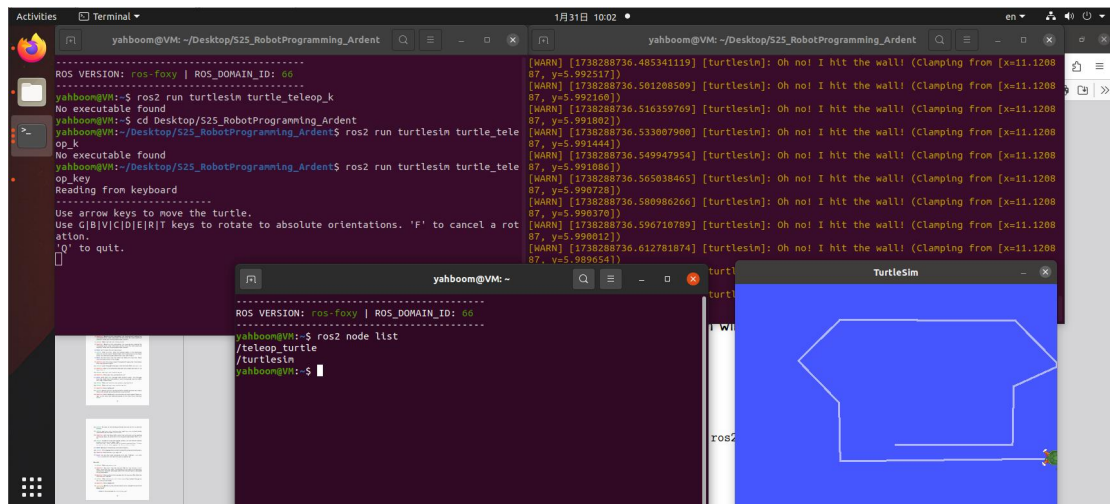 Activities
Terminal
1月31日 10:02
en
yahboom@VM: ~/Desktop/S25_RobotProgramming_Ardent
ROS VERSION: ros-foxy | ROS_DOMAIN_ID: 66
yahboom@VM:~$ ros2 run turtlesim turtle_teleop_k
No executable found
yahboom@VM:~$ cd Desktop/S25_RobotProgramming_Ardent
yahboom@VM:~/Desktop/S25_RobotProgramming_Ardent$ ros2 run turtlesim turtle_tele
op_k
No executable found
yahboom@VM:~/Desktop/S25_RobotProgramming_Ardent$ ros2 run turtlesim turtle_tele
op_key
Reading from keyboard
---------------------------
Use arrow keys to move the turtle.
Use G|B|V|C|D|E|R|T keys to rotate to absolute orientations. 'F' to cancel a rot
ation.
'Q' to quit.
yahboom@VM: ~/Desktop/S25_RobotProgramming_Ardent
[WARN] [1738288736.485341119] [turtlesim]: Oh no! I hit the wall! (Clamping from [x=11.1208
87, y=5.992517])
[WARN] [1738288736.501208509] [turtlesim]: Oh no! I hit the wall! (Clamping from [x=11.1208
87, y=5.992160])
[WARN] [1738288736.516359769] [turtlesim]: Oh no! I hit the wall! (Clamping from [x=11.1208
87, y=5.991802])
[WARN] [1738288736.533007900] [turtlesim]: Oh no! I hit the wall! (Clamping from [x=11.1208
87, y=5.991444])
[WARN] [1738288736.549947954] [turtlesim]: Oh no! I hit the wall! (Clamping from [x=11.1208
87, y=5.991086])
[WARN] [1738288736.565038465] [turtlesim]: Oh no! I hit the wall! (Clamping from [x=11.1208
87, y=5.990728])
[WARN] [1738288736.580986266] [turtlesim]: Oh no! I hit the wall! (Clamping from [x=11.1208
87, y=5.990370])
[WARN] [1738288736.596710789] [turtlesim]: Oh no! I hit the wall! (Clamping from [x=11.1208
87, y=5.990012])
[WARN] [1738288736.612781874] [turtlesim]: Oh no! I hit the wall! (Clamping from [x=11.1208
87, y=5.989654])
turtl
turtl
yahboom@VM: ~
ROS VERSION: ros-foxy | ROS_DOMAIN_ID: 66
yahboom@VM:~$ ros2 node list
/teleop_turtle
/turtlesim
yahboom@VM:~$
ros2
TurtleSim